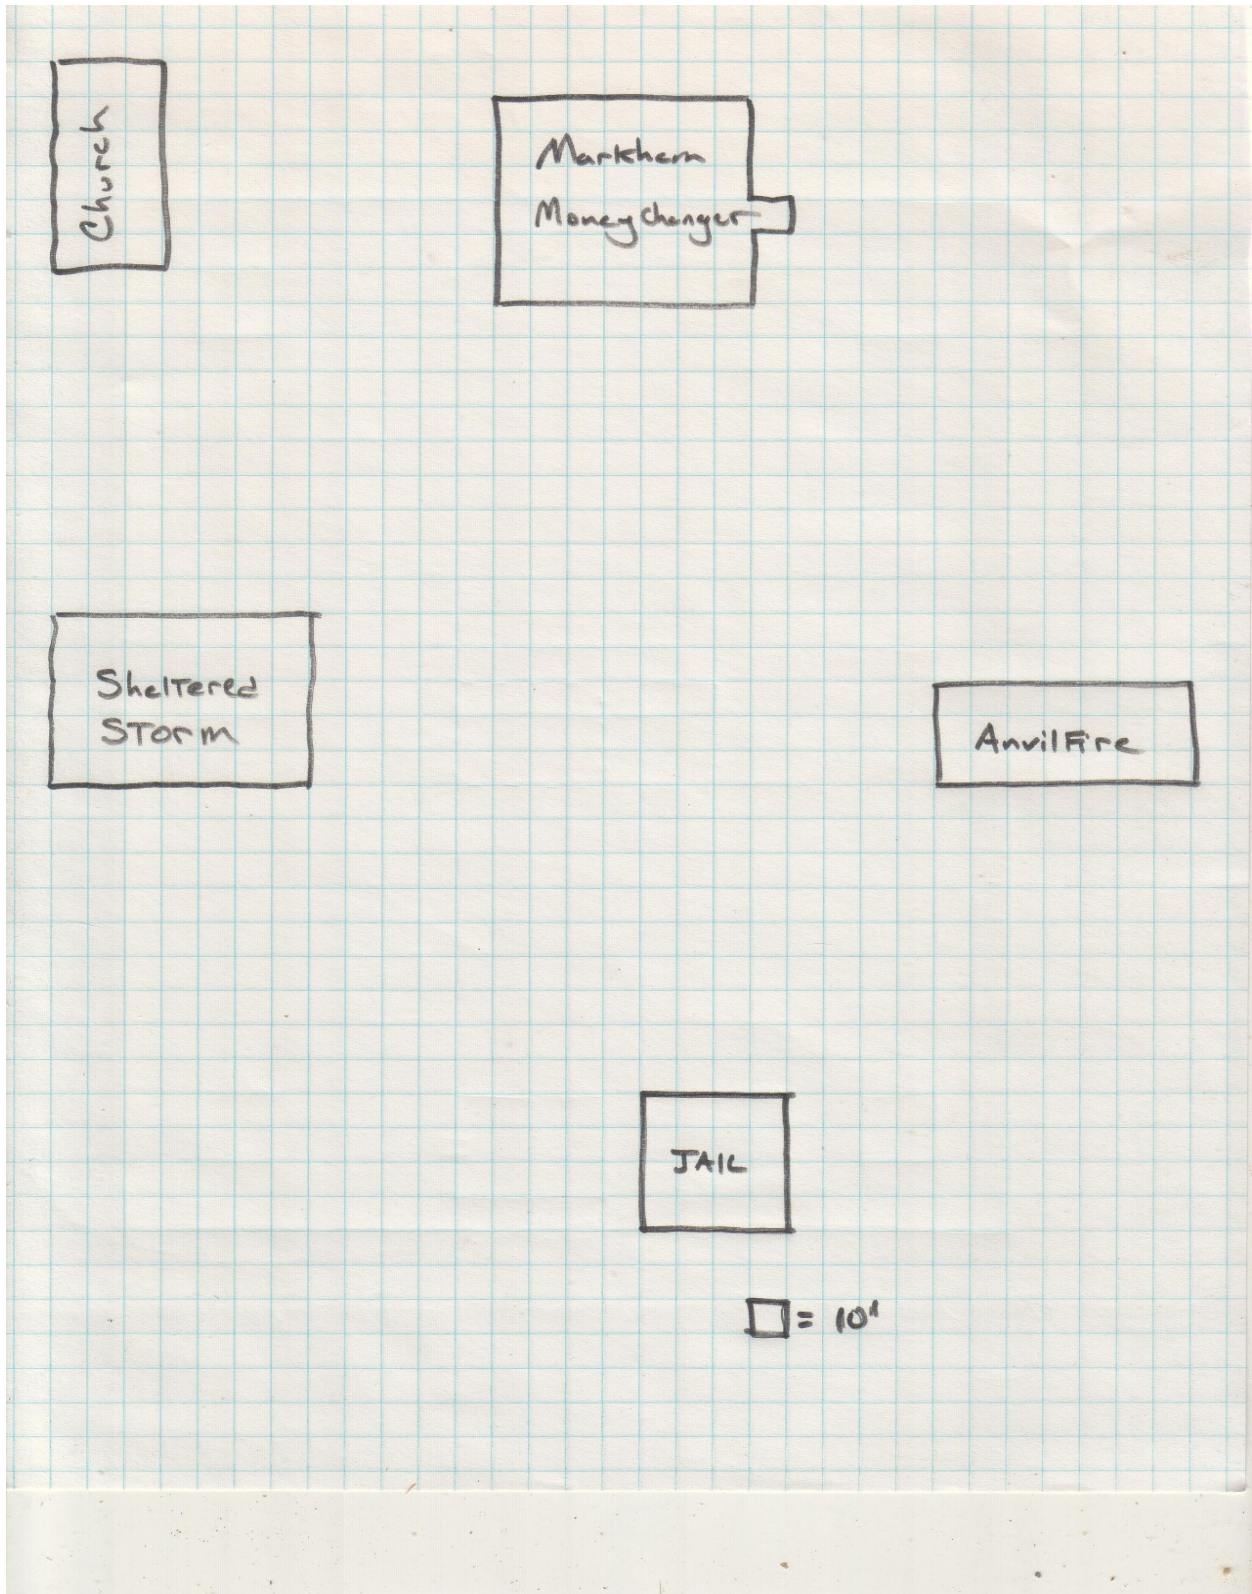 Church
Markham
Moneychanger
Sheltered
Storm
AnvilFire
JAIL
= 10'